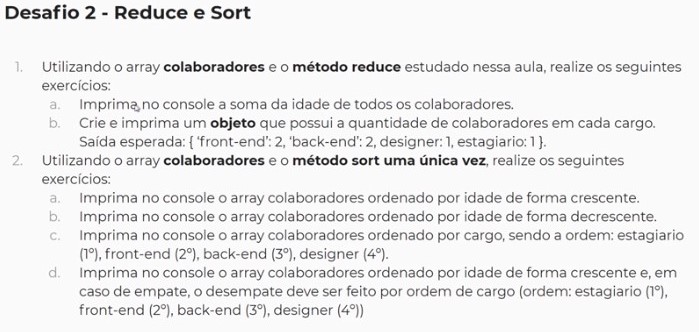 Desafio 2 - Reduce e Sort
1. Utilizando o array colaboradores e o método reduce estudado nessa aula, realize os seguintes
exercícios:
a. Imprima no console a soma da idade de todos os colaboradores.
b. Crie e imprima um objeto que possui a quantidade de colaboradores em cada cargo.
Saída esperada: { ‘front-end’: 2, ‘back-end’: 2, designer: 1, estagiario: 1 }.
2. Utilizando o array colaboradores e o método sort uma única vez, realize os seguintes
exercícios:
a. Imprima no console o array colaboradores ordenado por idade de forma crescente.
b. Imprima no console o array colaboradores ordenado por idade de forma decrescente.
c. Imprima no console o array colaboradores ordenado por cargo, sendo a ordem: estagiario
(1º), front-end (2º), back-end (3º), designer (4º).
d. Imprima no console o array colaboradores ordenado por idade de forma crescente e, em
caso de empate, o desempate deve ser feito por ordem de cargo (ordem: estagiario (1º),
front-end (2º), back-end (3º), designer (4º))